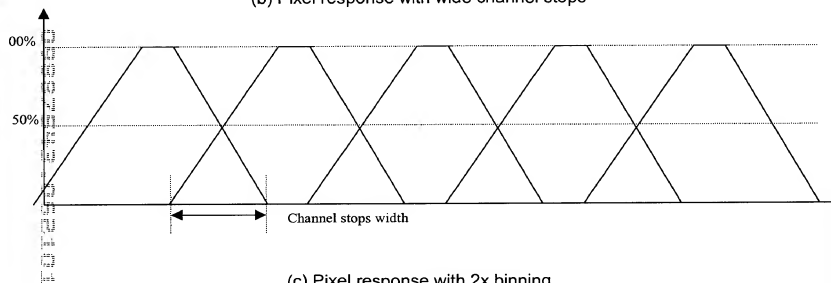 (b) Pixel response with wide channel stops
00%
50%
Channel stops width
(c) Pixel response with 2x binning